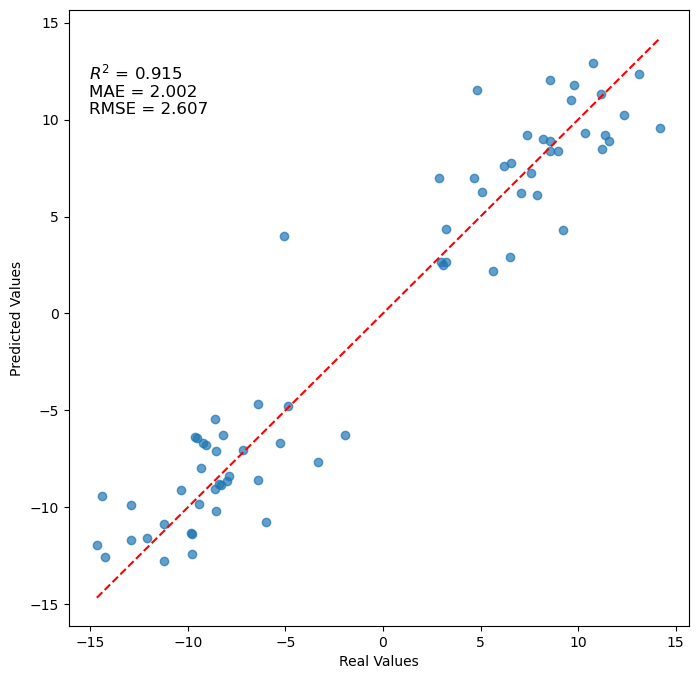 15
10
5
0
−5
−10
−15
Predicted Values
R² = 0.915
MAE = 2.002
RMSE = 2.607
−15 −10 −5 0 5 10 15
Real Values